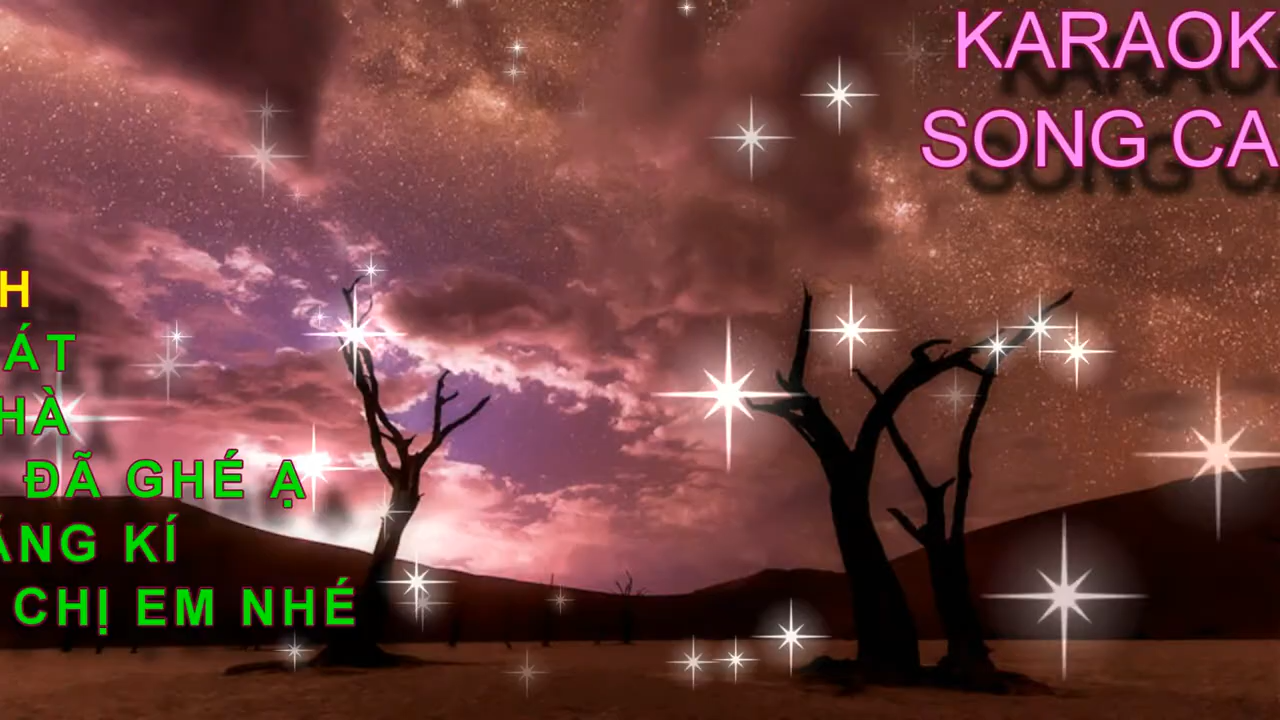 KARAOK
SONG CA
H
ÁT
HÀ
ĐÃ GHÉ Ạ
ĂNG KÍ
CHỊ EM NHÉ